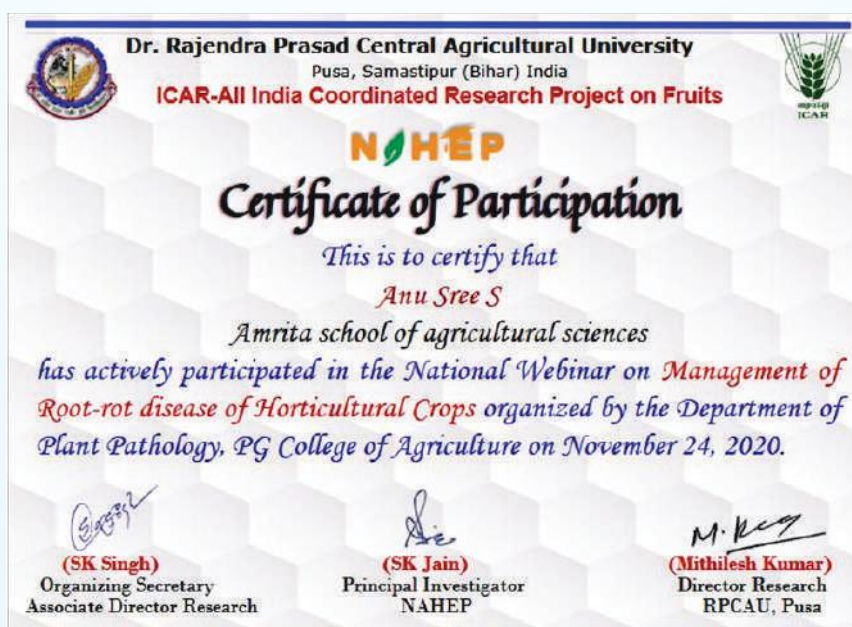 Dr. Rajendra Prasad Central Agricultural University
Pusa, Samastipur (Bihar) India
ICAR-All India Coordinated Research Project on Fruits
ICAR
NAHEP
Certificate of Participation
This is to certify that
Anu Sree S
Amrita school of agricultural sciences
has actively participated in the National Webinar on Management of
Root-rot disease of Horticultural Crops organized by the Department of
Plant Pathology, PG College of Agriculture on November 24, 2020.
(SK Singh)
Organizing Secretary
Associate Director Research
(SK Jain)
Principal Investigator
NAHEP
(Mithilesh Kumar)
Director Research
RPCAU, Pusa